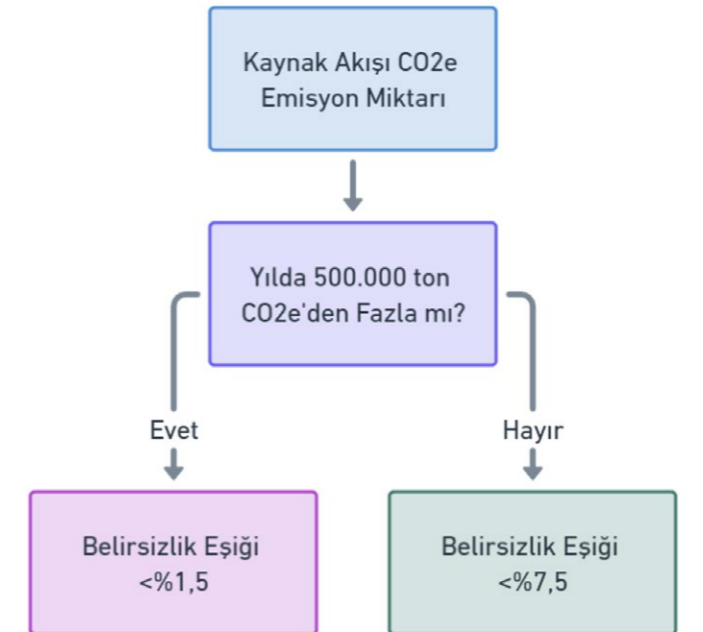 Kaynak Akışı CO2e
Emisyon Miktarı
Yılda 500.000 ton
CO2e'den Fazla mı?
Evet
Hayır
Belirsizlik Eşiği
<%1,5
Belirsizlik Eşiği
<%7,5